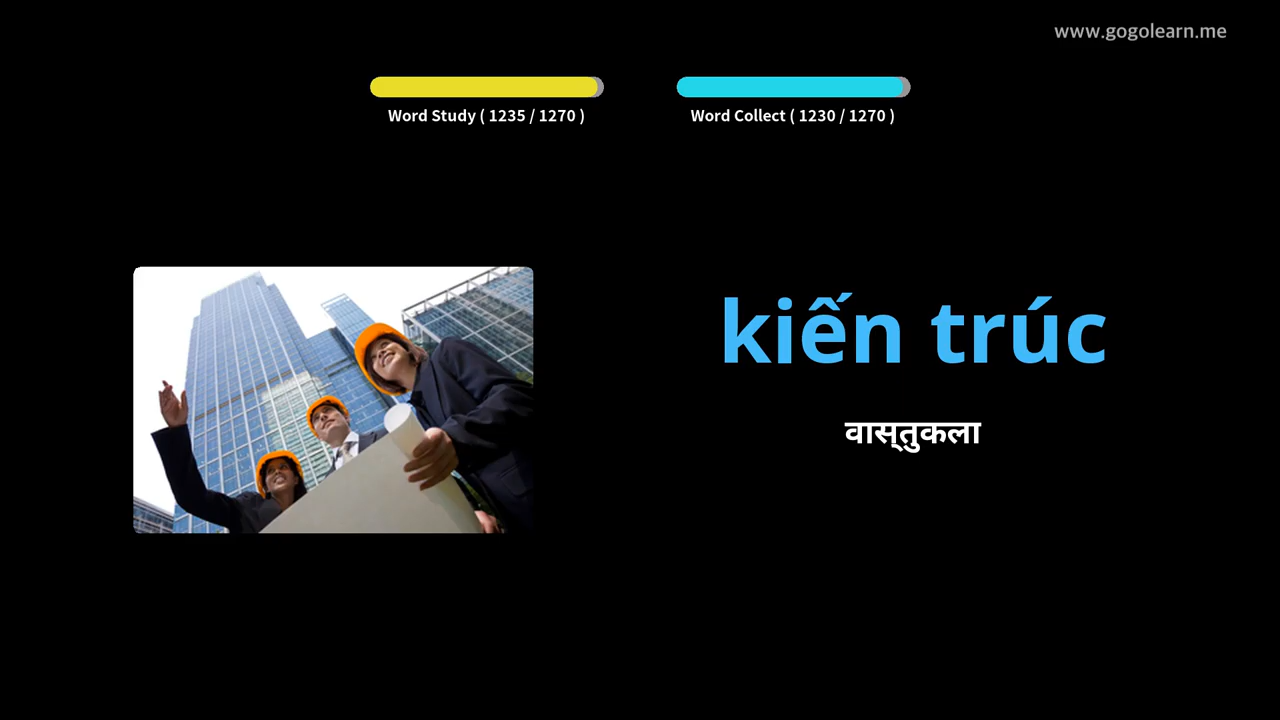 www.gogolearn.me
Word Study ( 1235 / 1270 )
Word Collect ( 1230 / 1270 )
kiến trúc
वास्तुकला